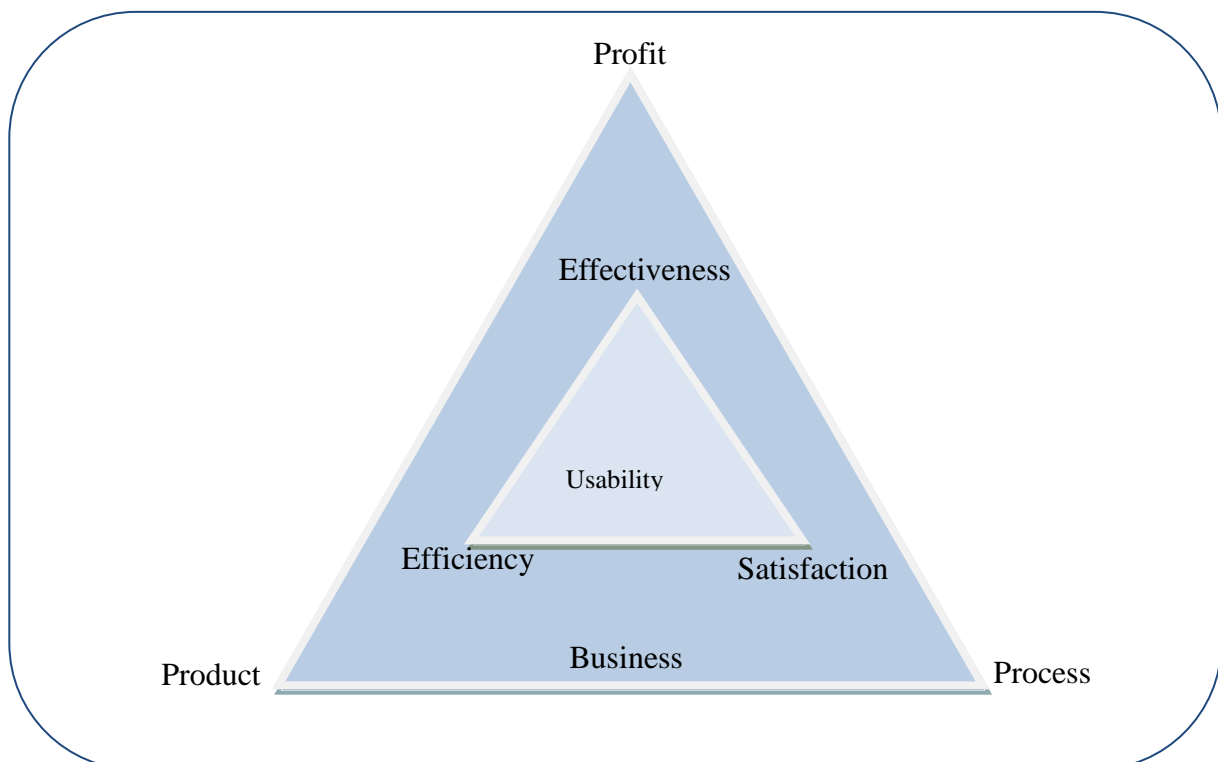 Profit
Effectiveness
Usability
Efficiency
Satisfaction
Business
Product
Process